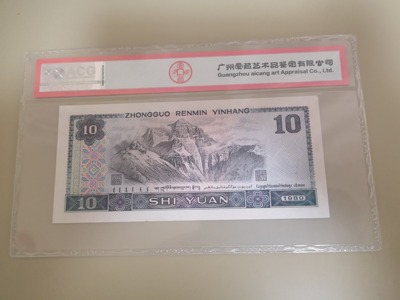 ACG
广州爱藏艺术品鉴定有限公司
Guangzhou aicang art Appraisal Co., Ltd.
ZHONGGUO RENMIN YINHANG
10
10
10
SHI YUAN
1980